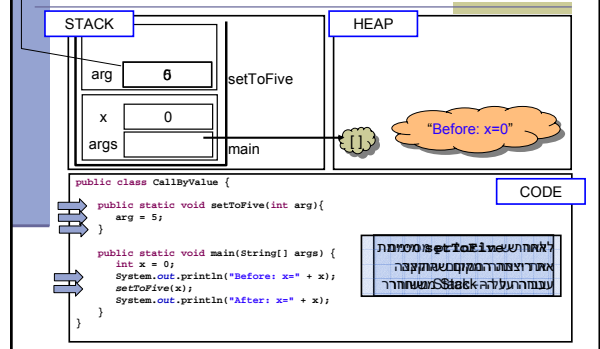 STACK
HEAP
arg
setToFive
x 0
args
main
[ ]
“Before: x=0”
CODE
public class CallByValue {
public static void setToFive(int arg){
arg = 5;
}
public static void main(String[] args) {
int x = 0;
System.out.println("Before: x=" + x);
setToFive(x);
System.out.println("After: x=" + x);
}
}
setToFive
Stack